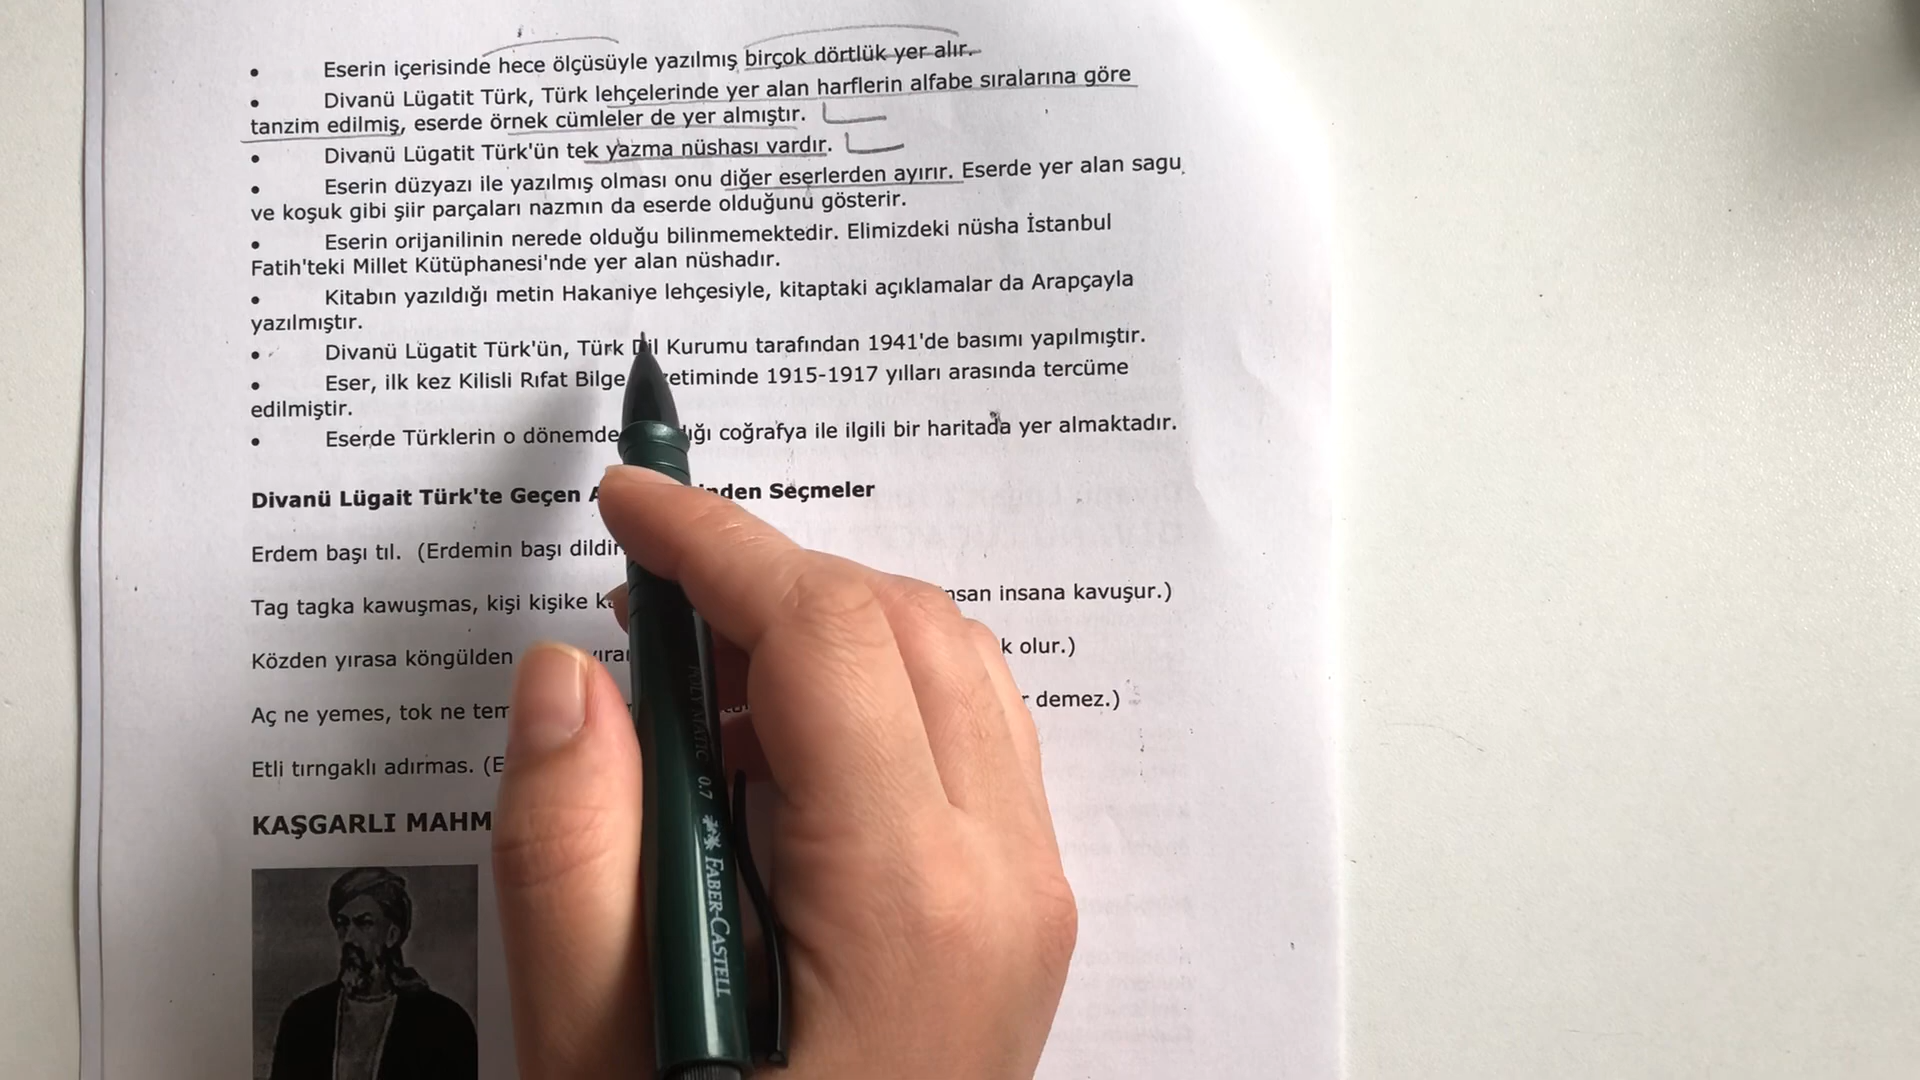 • Eserin içerisinde hece ölçüsüyle yazılmış birçok dörtlük yer alır.
• Divanü Lügatit Türk, Türk lehçelerinde yer alan harflerin alfabe sıralarına göre
tanzim edilmiş, eserde örnek cümleler de yer almıştır.
• Divanü Lügatit Türk'ün tek yazma nüshası vardır.
• Eserin düzyazı ile yazılmış olması onu diğer eserlerden ayırır. Eserde yer alan sagu
ve koşuk gibi şiir parçaları nazmın da eserde olduğunu gösterir.
• Eserin orijanilinin nerede olduğu bilinmemektedir. Elimizdeki nüsha İstanbul
Fatih'teki Millet Kütüphanesi'nde yer alan nüshadır.
• Kitabın yazıldığı metin Hakaniye lehçesiyle, kitaptaki açıklamalar da Arapçayla
yazılmıştır.
• Divanü Lügatit Türk'ün, Türk Dil Kurumu tarafından 1941'de basımı yapılmıştır.
• Eser, ilk kez Kilisli Rıfat Bilge 1915-1917 yılları arasında tercüme
edilmiştir.
• Eserde Türklerin o dönemde coğrafya ile ilgili bir haritada yer almaktadır.
Divanü Lügait Türk'te Geçen Seçmeler
Erdem başı tıl. (Erdemin başı dildir
Tag tagka kawuşmas, kişi kişike insan insana kavuşur.)
Közden yırasa köngülden olur.)
Aç ne yemes, tok ne demez.)
Etli tırngaklı adırmas. (E
KAŞGARLI MAHM
POLY MATIC 0.7 FABER-CASTELL